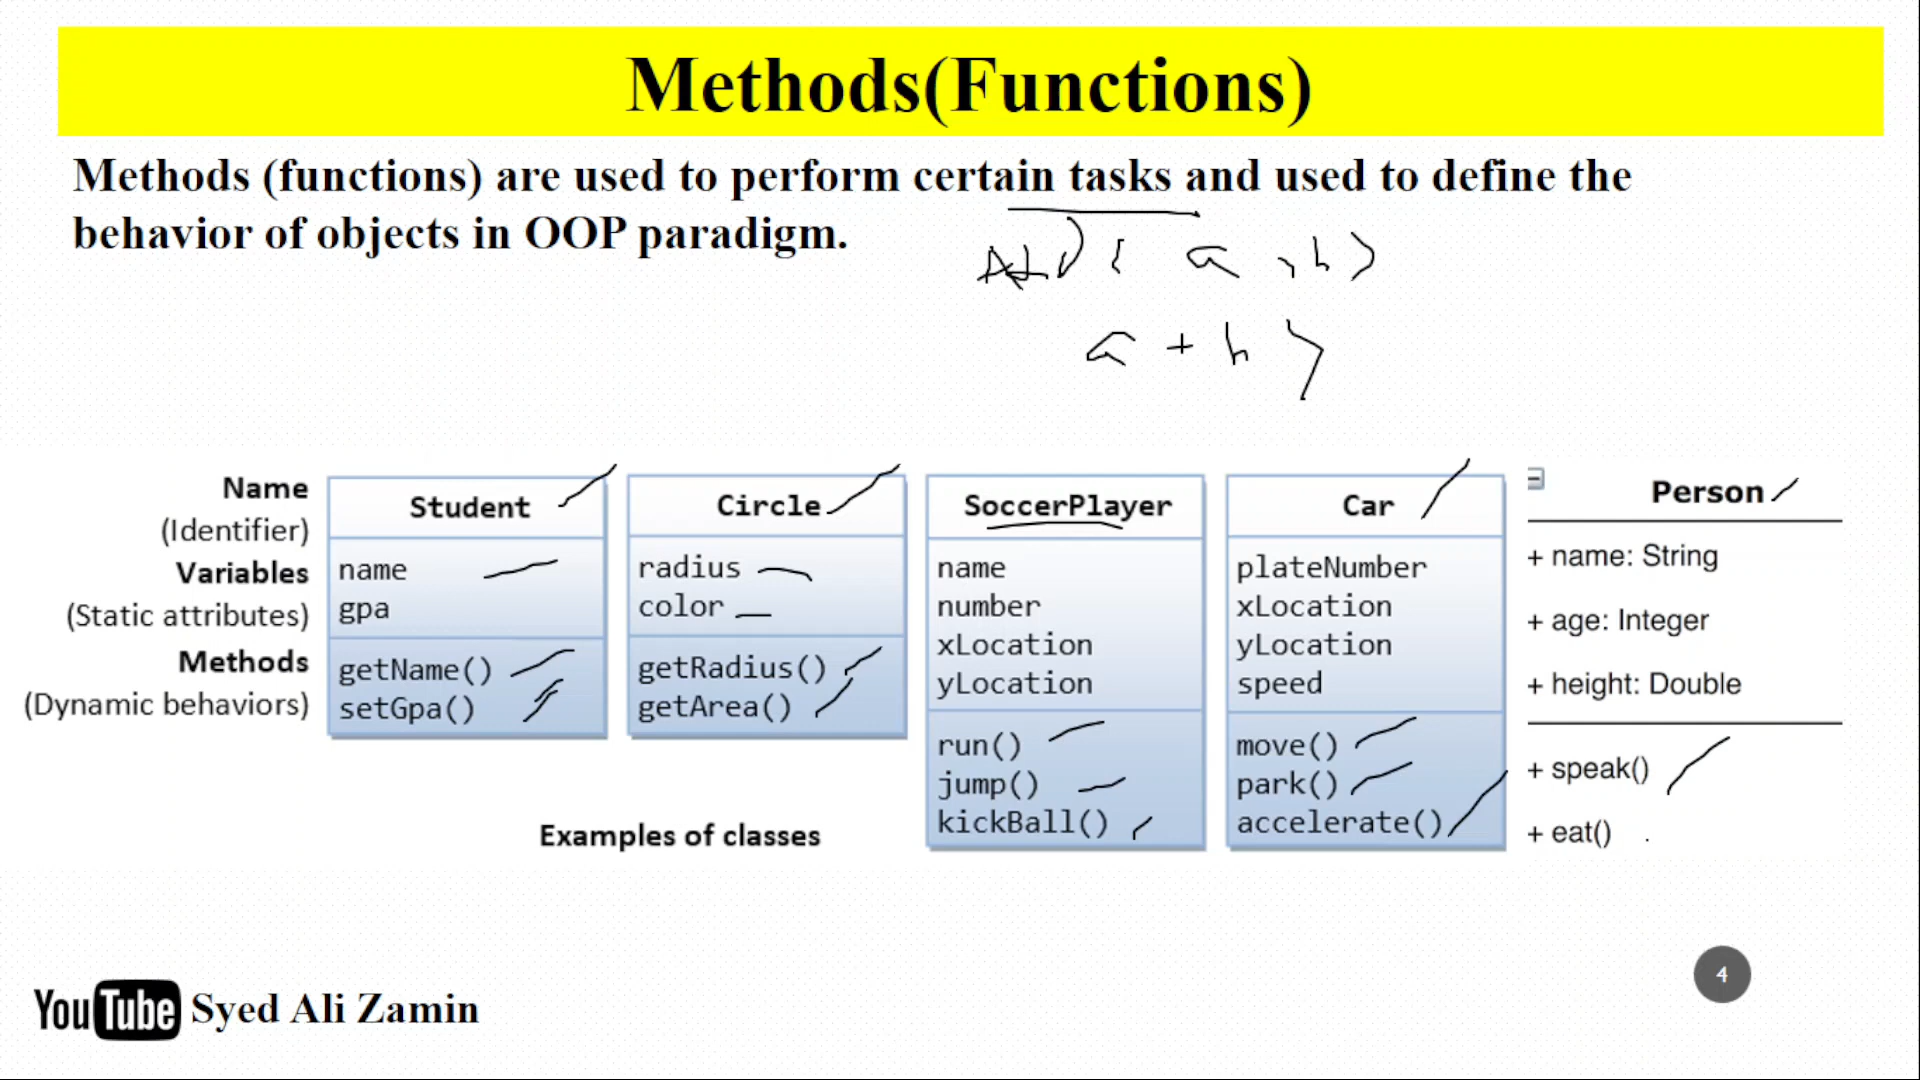 Methods(Functions)
Methods (functions) are used to perform certain tasks and used to define the
behavior of objects in OOP paradigm.
a + b }
Name
(Identifier)
Variables
(Static attributes)
Methods
(Dynamic behaviors)
Student
name
gpa
getName()
setGpa()
Circle
radius
color
getRadius()
getArea()
SoccerPlayer
name
number
xLocation
yLocation
run()
jump()
kickBall()
Car
plateNumber
xLocation
yLocation
speed
move()
park()
accelerate()
Person
+ name: String
+ age: Integer
+ height: Double
+ speak()
+ eat()
Examples of classes
4
YouTube Syed Ali Zamin